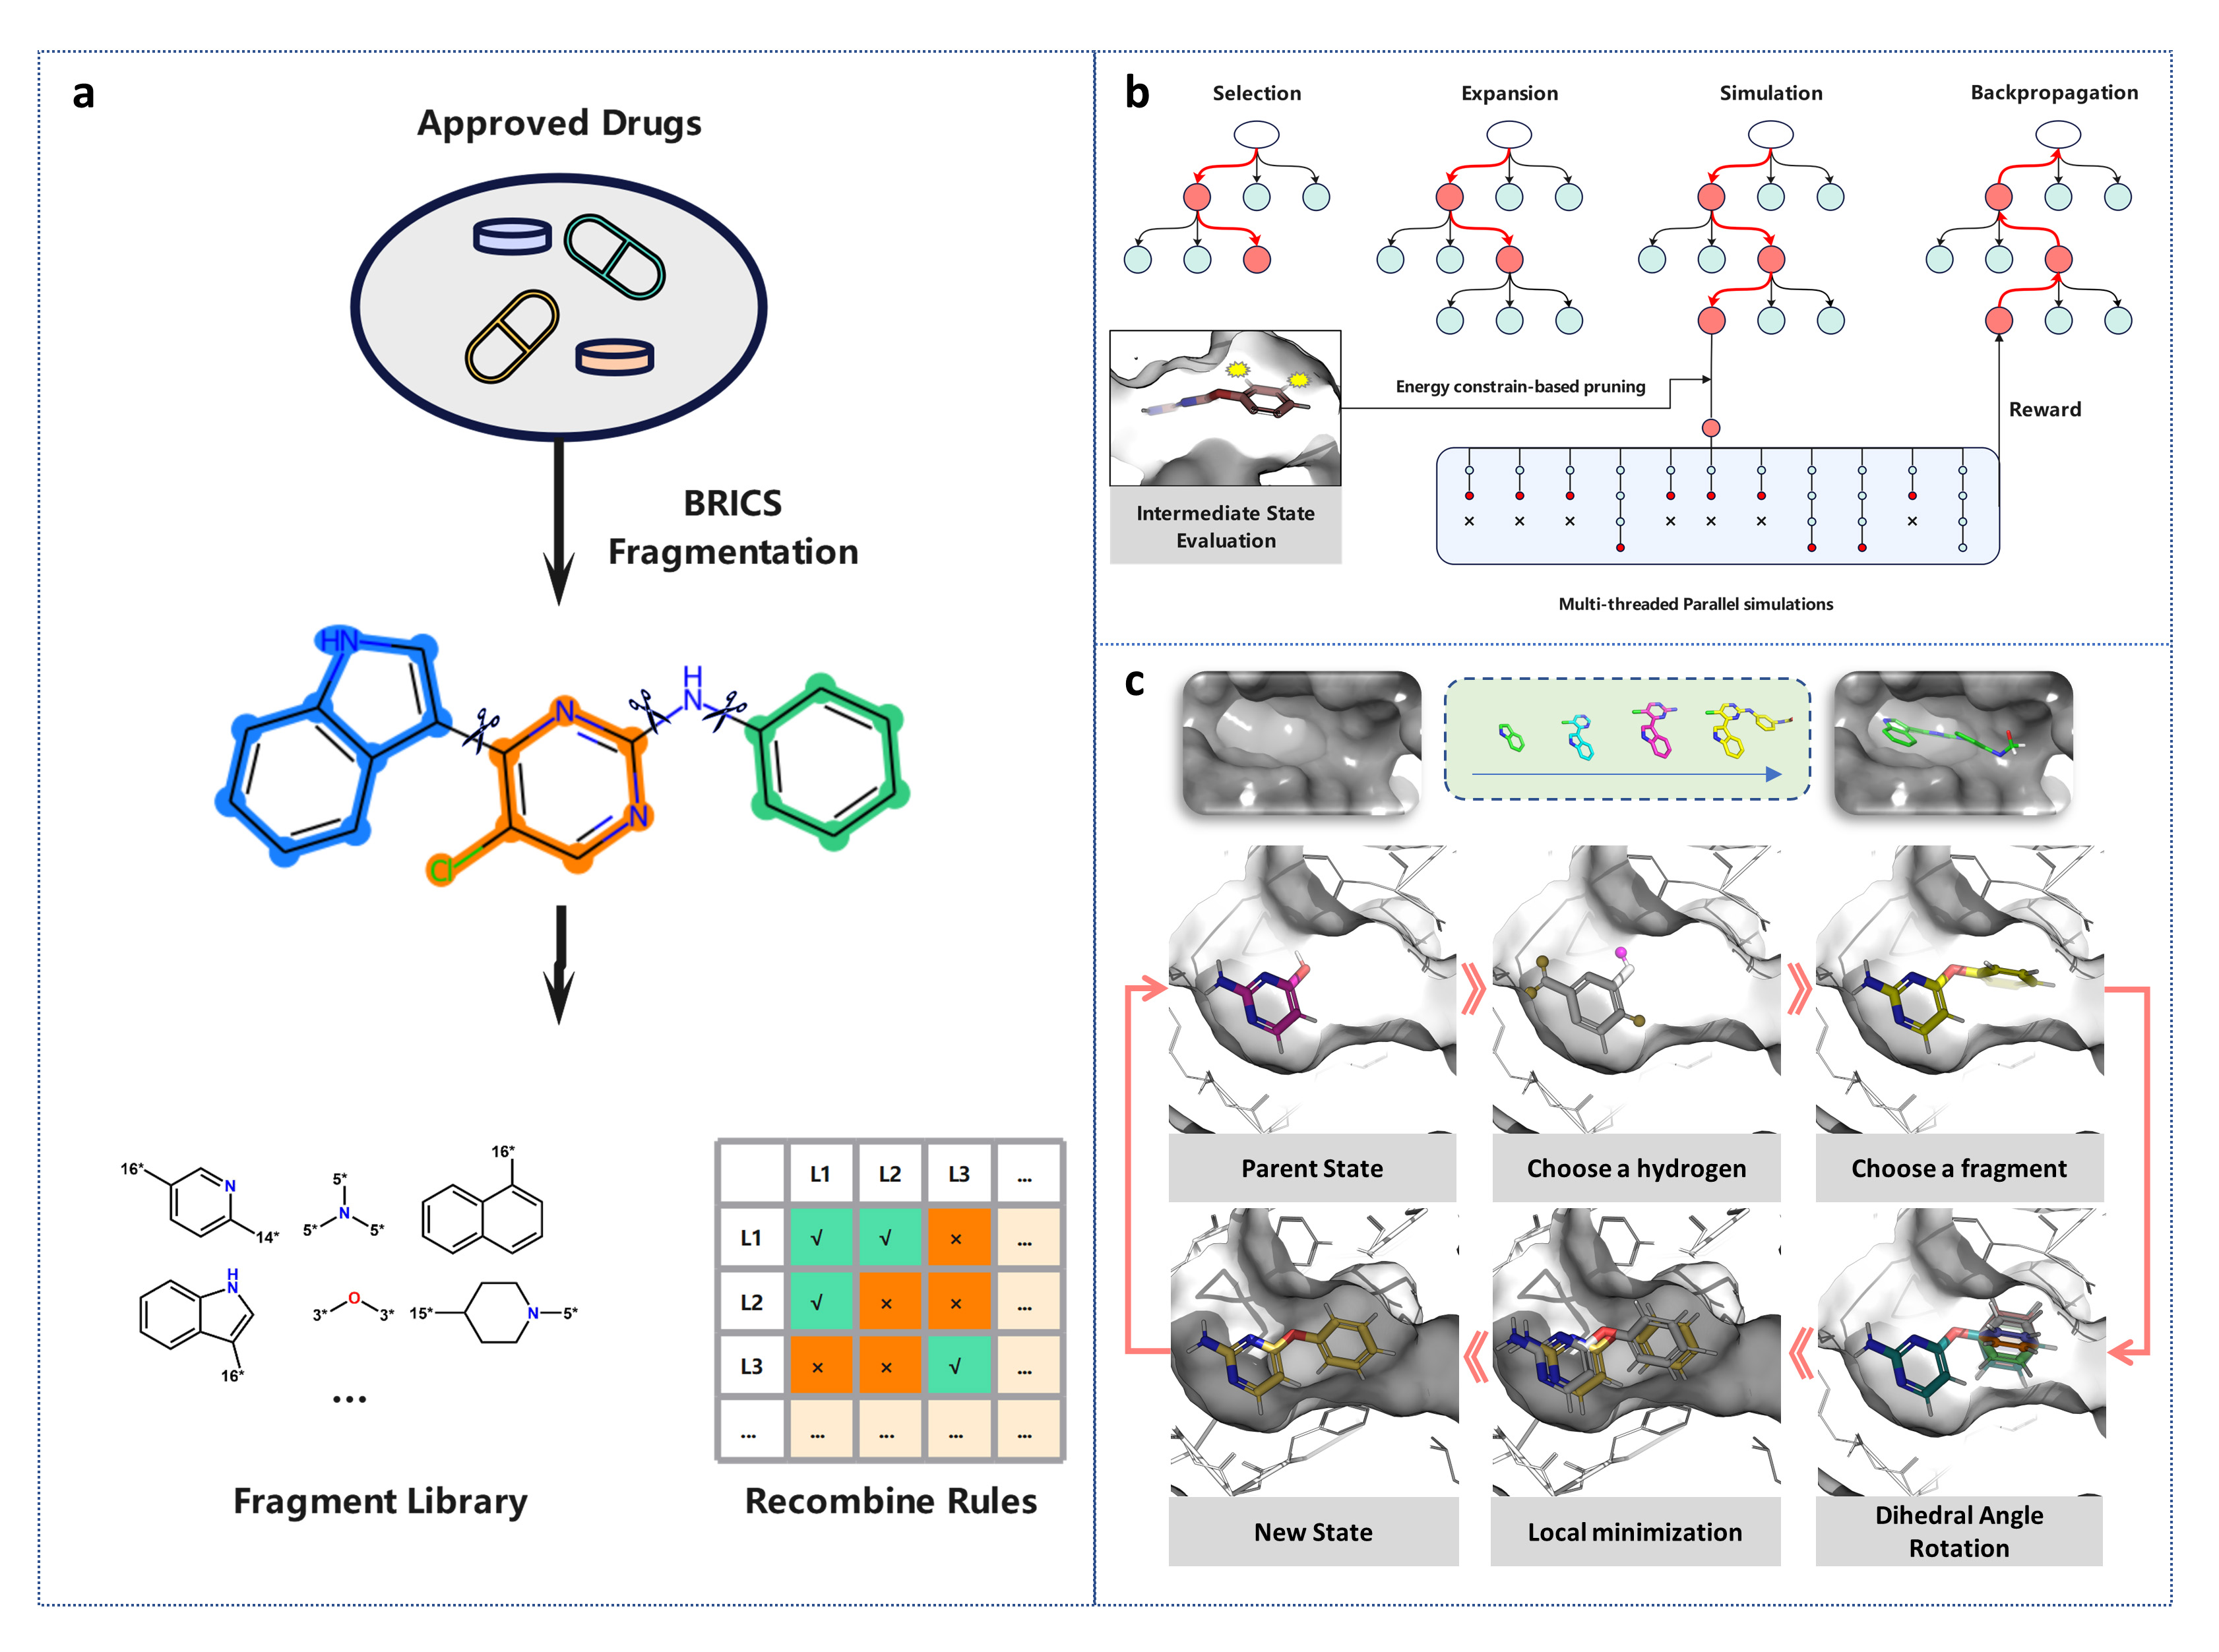 a
Approved Drugs
BRICS
Fragmentation
HN
N
H
N
N
Cl
16*
N
14*
5*
N
5*
5*
16*
H
N
16*
O
3*
3*
15*
N
5*
...
Fragment Library
L1 L2 L3 ...
L1 √ √ × ...
L2 √ × × ...
L3 × × √ ...
... ... ... ... ...
Recombine Rules
b
Selection
Expansion
Simulation
Backpropagation
Energy constrain-based pruning
Reward
Intermediate State
Evaluation
× × × × × × ×
Multi-threaded Parallel simulations
c
Parent State
Choose a hydrogen
Choose a fragment
New State
Local minimization
Dihedral Angle
Rotation